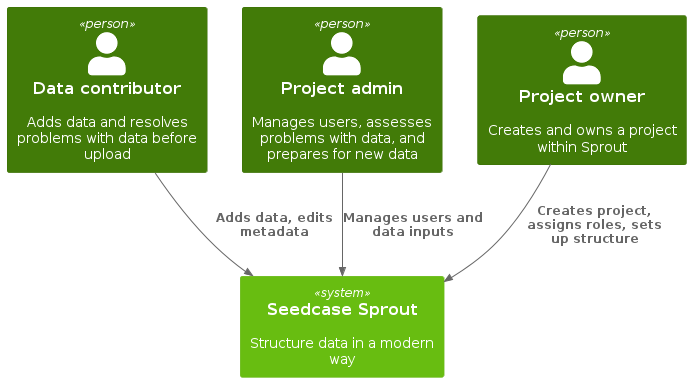 «person»
Data contributor
Adds data and resolves
problems with data before
upload
«person»
Project admin
Manages users, assesses
problems with data, and
prepares for new data
«person»
Project owner
Creates and owns a project
within Sprout
Adds data, edits
metadata
Manages users and
data inputs
Creates project,
assigns roles, sets
up structure
«system»
Seedcase Sprout
Structure data in a modern
way